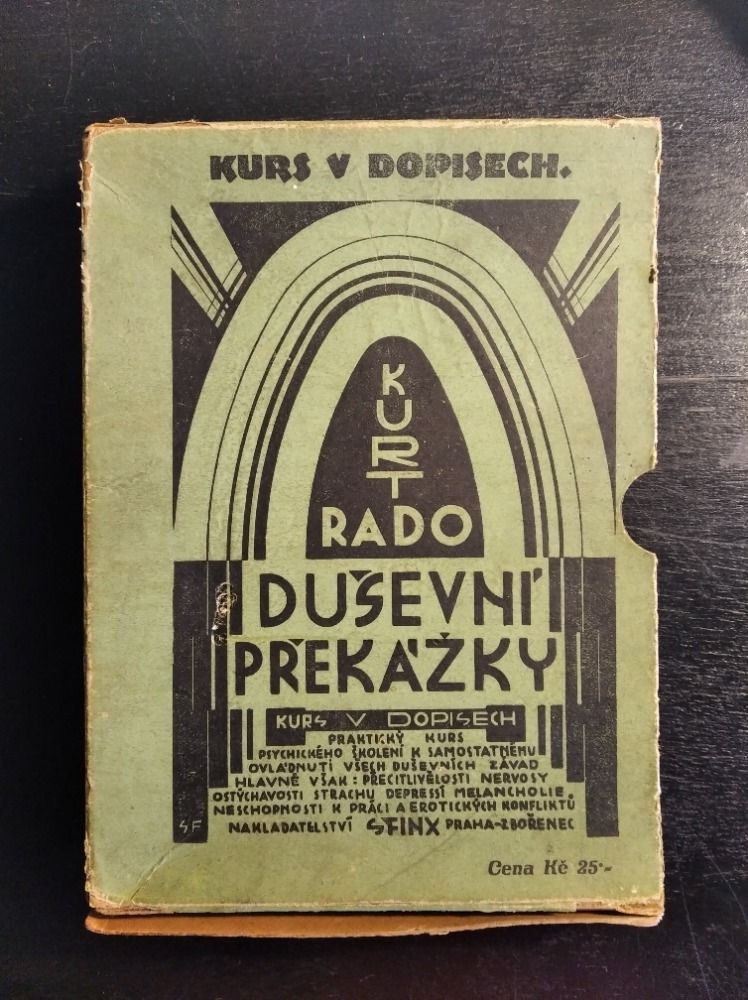 KURS V DOPISECH.
KURT
RADO
DUŠEVNÍ
PŘEKÁŽKY
KURS V DOPISECH
PRAKTICKÝ KURS
PSYCHICKÉHO ŠKOLENÍ K SAMOSTATNÉMU
OVLÁDNUTÍ VŠECH DUŠEVNÍCH ZÁVAD
HLAVNĚ VŠAK: PŘECITLIVĚLOSTI NERVOSY
OSTÝCHAVOSTI STRACHU DEPRESSÍ MELANCHOLIE
NESCHOPNOSTI K PRÁCI A EROTICKÝCH KONFLIKTŮ
SF NAKLADATELSTVÍ SFINX PRAHA-ZBOŘENEC
Cena Kč 25·-